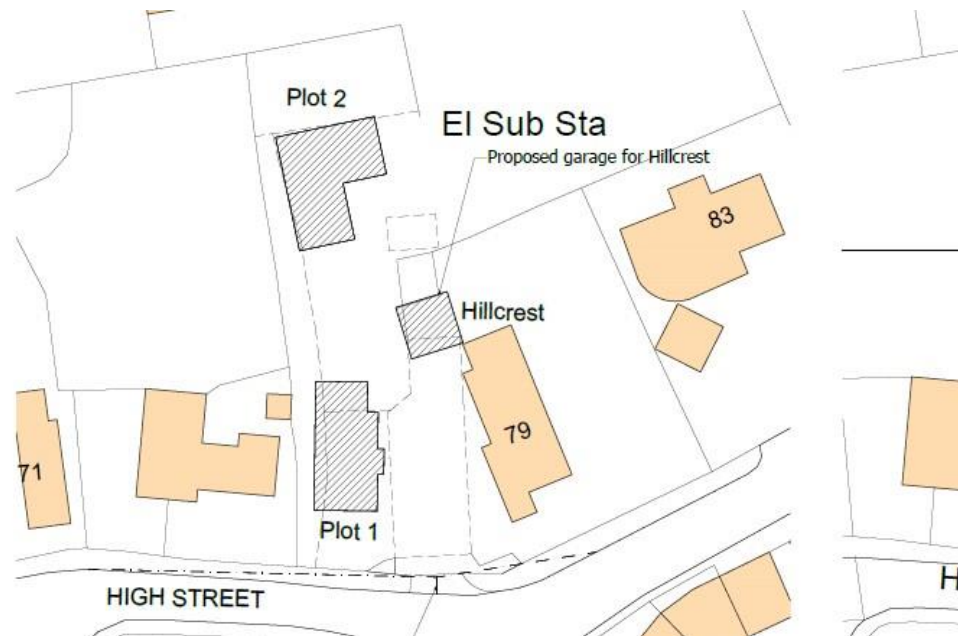 Plot 2
El Sub Sta
Proposed garage for Hillcrest
83
Hillcrest
79
71
Plot 1
HIGH STREET
H